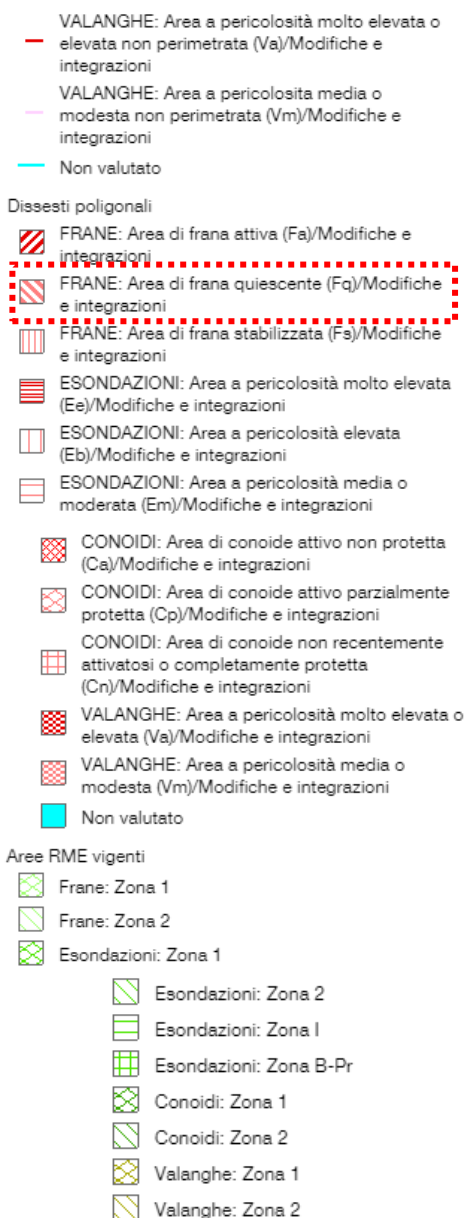 VALANGHE: Area a pericolosità molto elevata o
elevata non perimetrata (Va)/Modifiche e
integrazioni
VALANGHE: Area a pericolosita media o
modesta non perimetrata (Vm)/Modifiche e
integrazioni
Non valutato
Dissesti poligonali
FRANE: Area di frana attiva (Fa)/Modifiche e
integrazioni
FRANE: Area di frana quiescente (Fq)/Modifiche
e integrazioni
FRANE: Area di frana stabilizzata (Fs)/Modifiche
e integrazioni
ESONDAZIONI: Area a pericolosità molto elevata
(Ee)/Modifiche e integrazioni
ESONDAZIONI: Area a pericolosità elevata
(Eb)/Modifiche e integrazioni
ESONDAZIONI: Area a pericolosità media o
moderata (Em)/Modifiche e integrazioni
CONOIDI: Area di conoide attivo non protetta
(Ca)/Modifiche e integrazioni
CONOIDI: Area di conoide attivo parzialmente
protetta (Cp)/Modifiche e integrazioni
CONOIDI: Area di conoide non recentemente
attivatosi o completamente protetta
(Cn)/Modifiche e integrazioni
VALANGHE: Area a pericolosità molto elevata o
elevata (Va)/Modifiche e integrazioni
VALANGHE: Area a pericolosità media o
modesta (Vm)/Modifiche e integrazioni
Non valutato
Aree RME vigenti
Frane: Zona 1
Frane: Zona 2
Esondazioni: Zona 1
Esondazioni: Zona 2
Esondazioni: Zona I
Esondazioni: Zona B-Pr
Conoidi: Zona 1
Conoidi: Zona 2
Valanghe: Zona 1
Valanghe: Zona 2